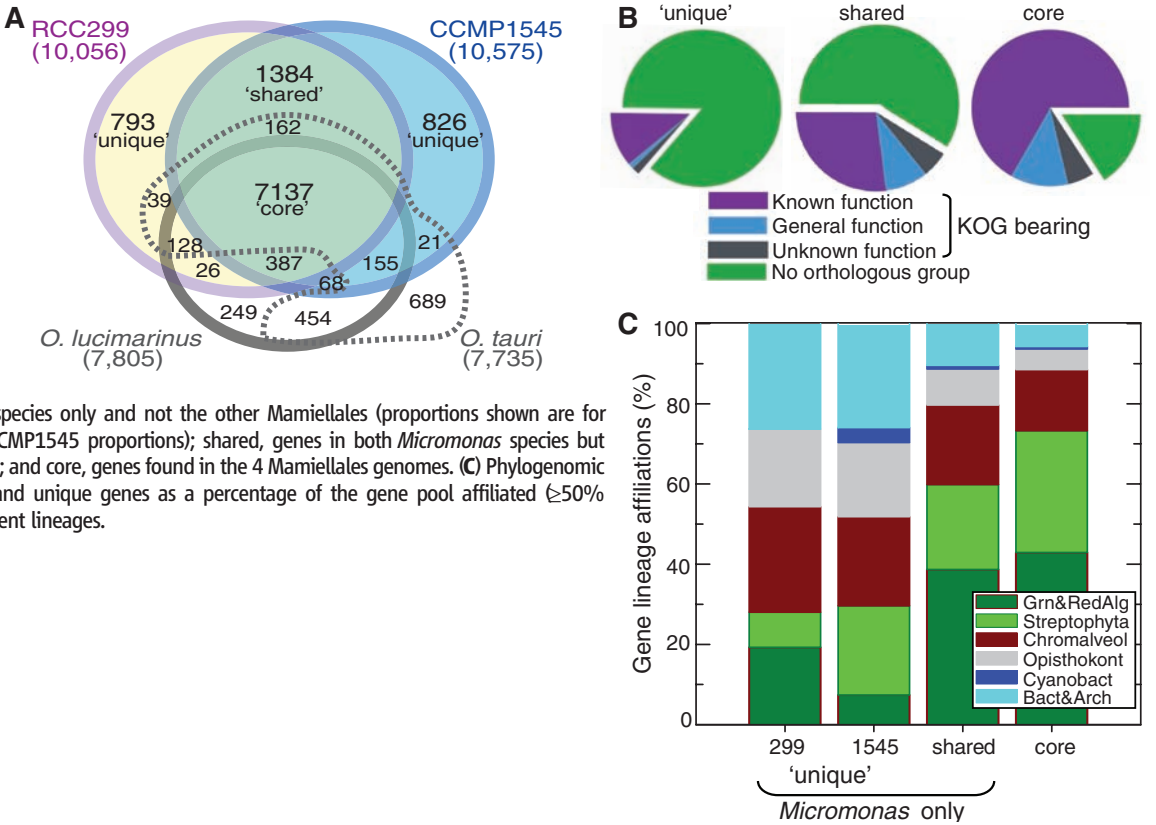 A
RCC299
(10,056)
CCMP1545
(10,575)
1384
'shared'
793
'unique'
162
826
'unique'
39
7137
'core'
128
26
387
68
155
21
249
454
689
O. lucimarinus
(7,805)
O. tauri
(7,735)
B
'unique'
shared
core
Known function
General function
Unknown function
No orthologous group
KOG bearing
species only and not the other Mamiellales (proportions shown are for
CMP1545 proportions); shared, genes in both Micromonas species but
; and core, genes found in the 4 Mamiellales genomes. (C) Phylogenomic
and unique genes as a percentage of the gene pool affiliated (≥50%
ent lineages.
C
Gene lineage affiliations (%)
100
80
60
40
20
0
Grn&RedAlg
Streptophyta
Chromalveol
Opisthokont
Cyanobact
Bact&Arch
299
1545
shared
core
'unique'
Micromonas only